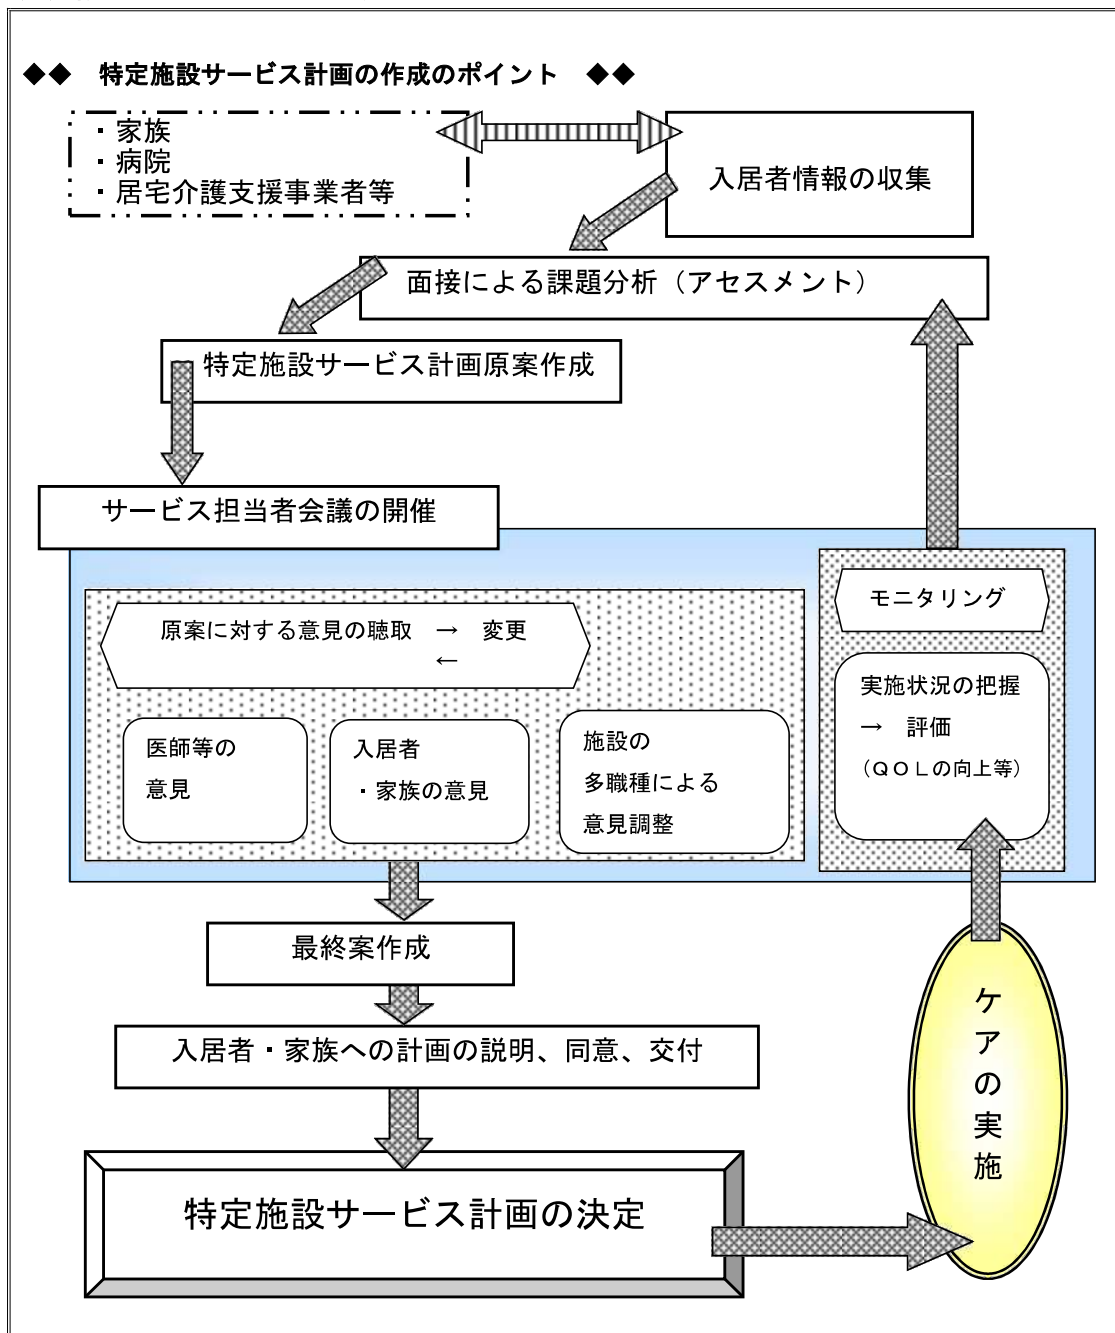 ◆◆ 特定施設サービス計画の作成のポイント ◆◆
・家族
・病院
・居宅介護支援事業者等
入居者情報の収集
面接による課題分析（アセスメント）
特定施設サービス計画原案作成
サービス担当者会議の開催
モニタリング
原案に対する意見の聴取 → 変更
←
実施状況の把握
→ 評価
（ＱＯＬの向上等）
医師等の
意見
入居者
・家族の意見
施設の
多職種による
意見調整
最終案作成
入居者・家族への計画の説明、同意、交付
特定施設サービス計画の決定
ケアの実施